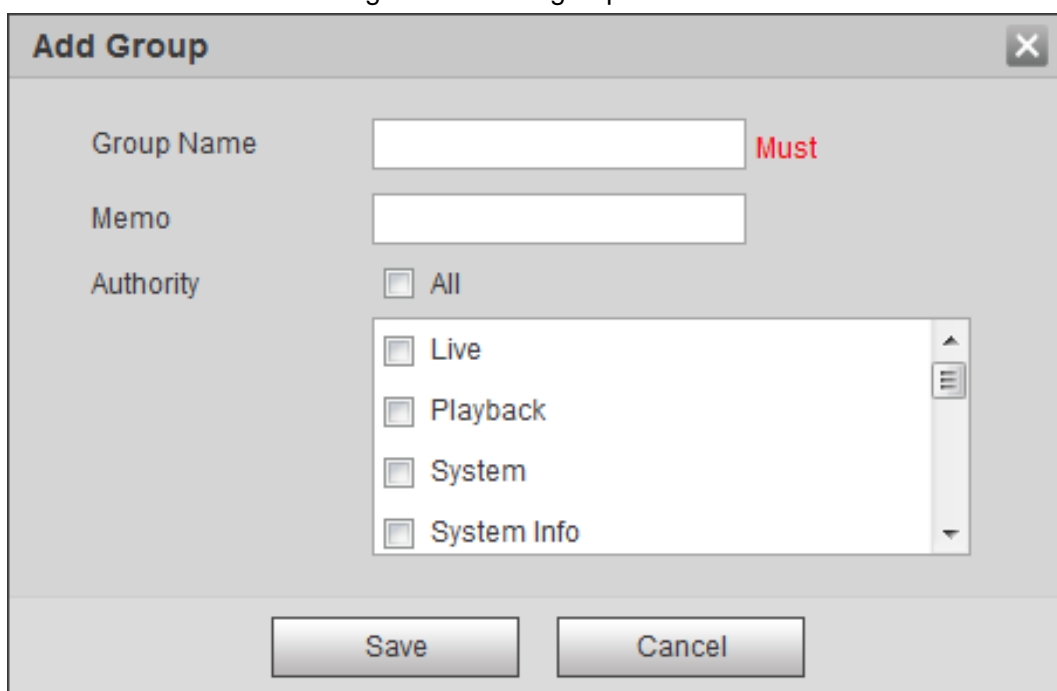 Add Group
Group Name Must
Memo
Authority All
Live
Playback
System
System Info
Save Cancel